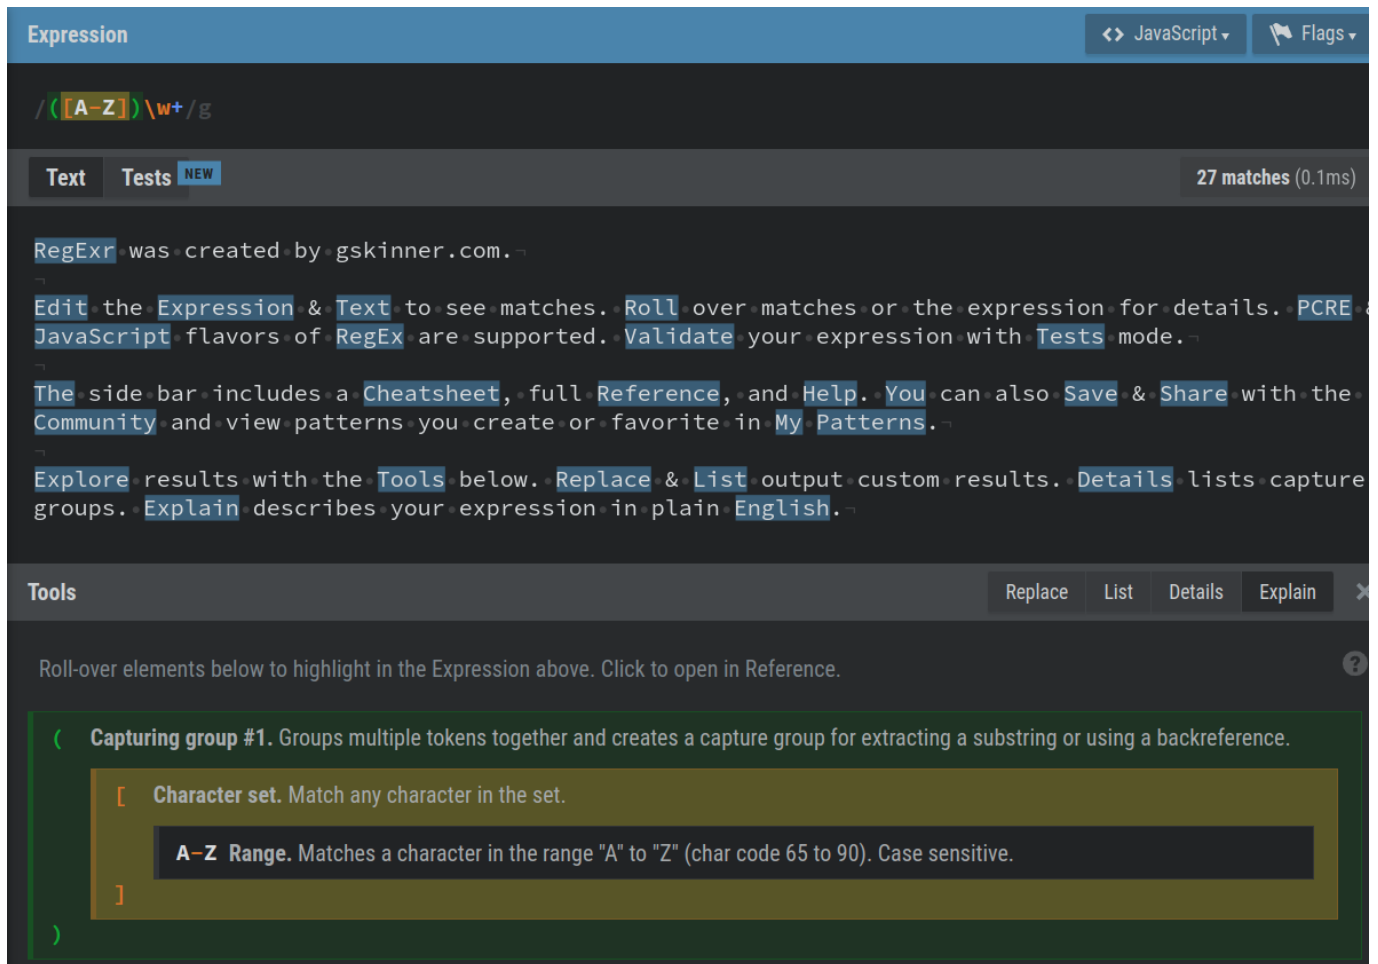 Expression
<> JavaScript ▾
Flags ▾
/([A-Z])\w+/g
Text
Tests NEW
27 matches (0.1ms)
RegExr was created by gskinner.com.
Edit the Expression & Text to see matches. Roll over matches or the expression for details. PCRE &
JavaScript flavors of RegEx are supported. Validate your expression with Tests mode.
The side bar includes a Cheatsheet, full Reference, and Help. You can also Save & Share with the
Community and view patterns you create or favorite in My Patterns.
Explore results with the Tools below. Replace & List output custom results. Details lists capture
groups. Explain describes your expression in plain English.
Tools
Replace
List
Details
Explain
Roll-over elements below to highlight in the Expression above. Click to open in Reference.
?
( Capturing group #1. Groups multiple tokens together and creates a capture group for extracting a substring or using a backreference.
[ Character set. Match any character in the set.
A-Z Range. Matches a character in the range "A" to "Z" (char code 65 to 90). Case sensitive.
]
)